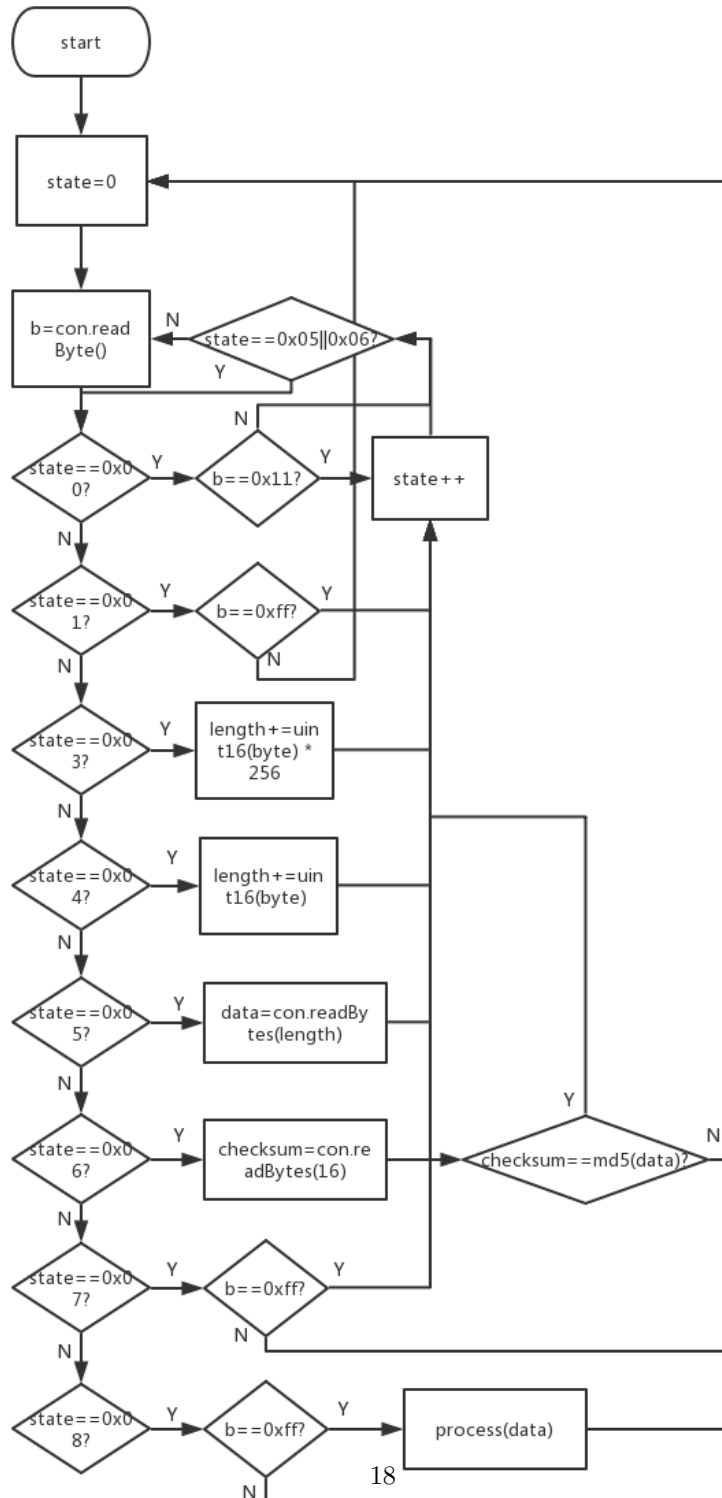 start
state=0
N
b=con.read
Byte()
state==0x05||0x06?
Y
N
state==0x0
0?
Y
b==0x11?
Y
state++
N
state==0x0
1?
Y
b==0xff?
Y
N
N
state==0x0
3?
Y
length+=uin
t16(byte) *
256
N
state==0x0
4?
Y
length+=uin
t16(byte)
N
state==0x0
5?
Y
data=con.readBy
tes(length)
N
state==0x0
6?
Y
checksum=con.re
adBytes(16)
Y
checksum==md5(data)?
N
N
state==0x0
7?
Y
b==0xff?
Y
N
N
state==0x0
8?
Y
b==0xff?
Y
process(data)
N
18